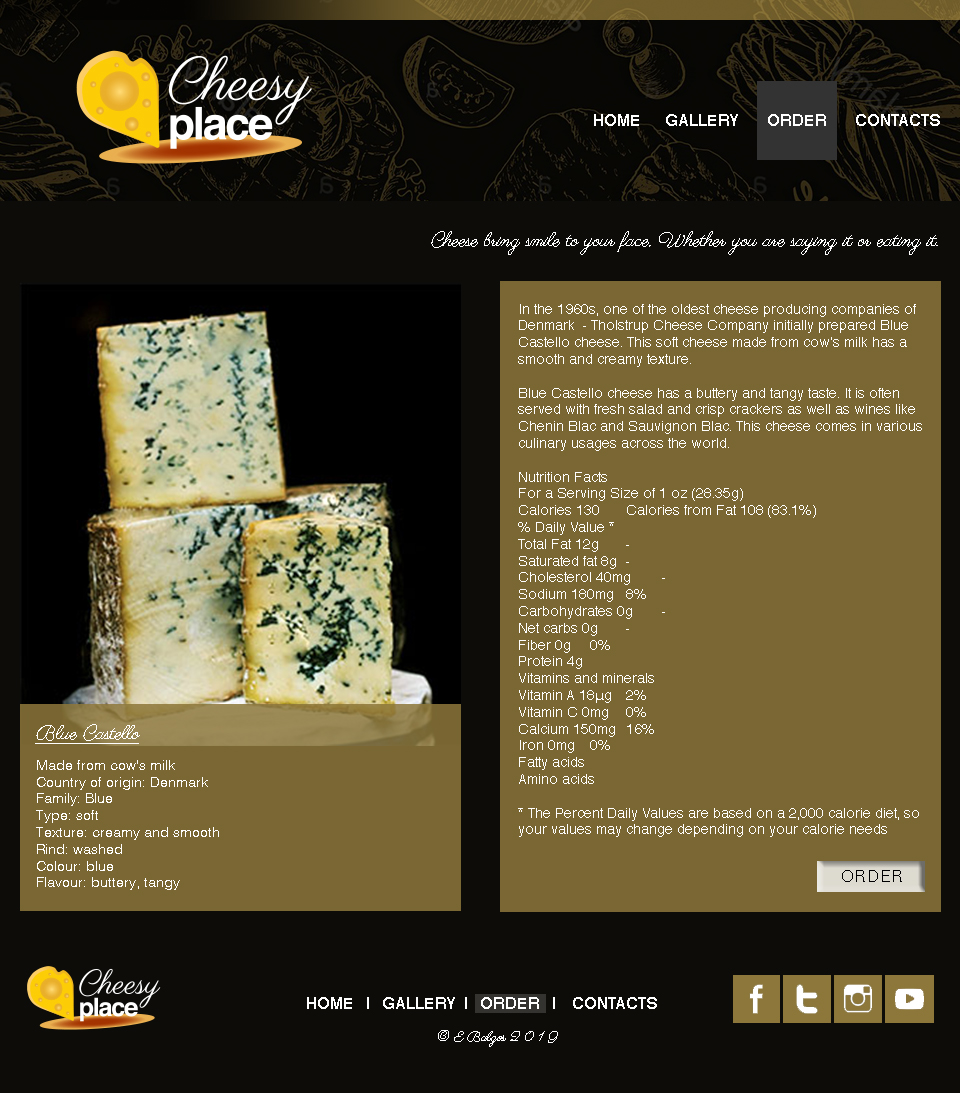 Cheesy
place
HOME GALLERY ORDER CONTACTS
Cheese bring smile to your face. Whether you are saying it or eating it.
Blue Castello
Made from cow's milk
Country of origin: Denmark
Family: Blue
Type: soft
Texture: creamy and smooth
Rind: washed
Colour: blue
Flavour: buttery, tangy
In the 1960s, one of the oldest cheese producing companies of
Denmark - Tholstrup Cheese Company initially prepared Blue
Castello cheese. This soft cheese made from cow's milk has a
smooth and creamy texture.
Blue Castello cheese has a buttery and tangy taste. It is often
served with fresh salad and crisp crackers as well as wines like
Chenin Blac and Sauvignon Blac. This cheese comes in various
culinary usages across the world.
Nutrition Facts
For a Serving Size of 1 oz (28.35g)
Calories 130 Calories from Fat 108 (83.1%)
% Daily Value *
Total Fat 12g -
Saturated fat 8g -
Cholesterol 40mg -
Sodium 180mg 8%
Carbohydrates 0g -
Net carbs 0g -
Fiber 0g 0%
Protein 4g
Vitamins and minerals
Vitamin A 18µg 2%
Vitamin C 0mg 0%
Calcium 150mg 16%
Iron 0mg 0%
Fatty acids
Amino acids
* The Percent Daily Values are based on a 2,000 calorie diet, so
your values may change depending on your calorie needs
ORDER
Cheesy
place
HOME I GALLERY I ORDER I CONTACTS
© E Balzos 2019